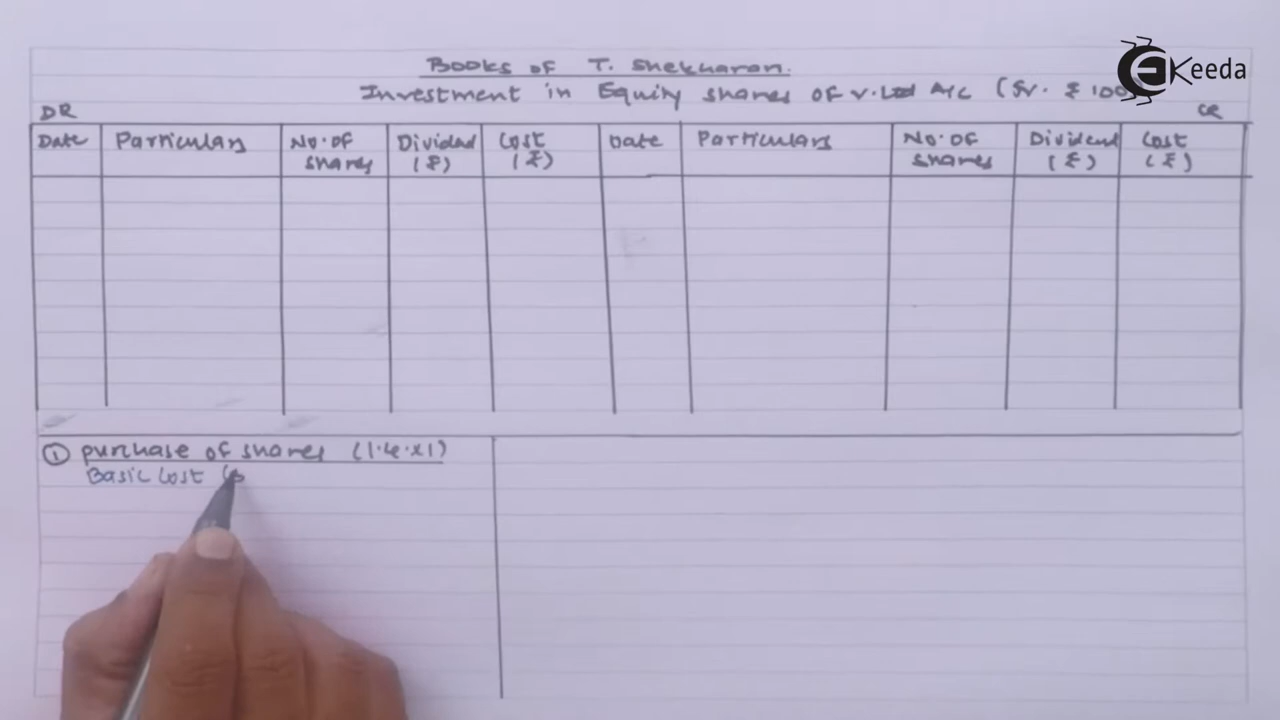 Books of T. Shekharan.
Investment in Equity shares of V. Ltd A/C (fv. ₹ 100
Keeda
DR
CR
Date Particulars No. of shares Dividend (₹) Cost (₹) Date Particulars No. of shares Dividend (₹) Cost (₹)
① purchase of shares (1.4.x1)
Basic Cost (